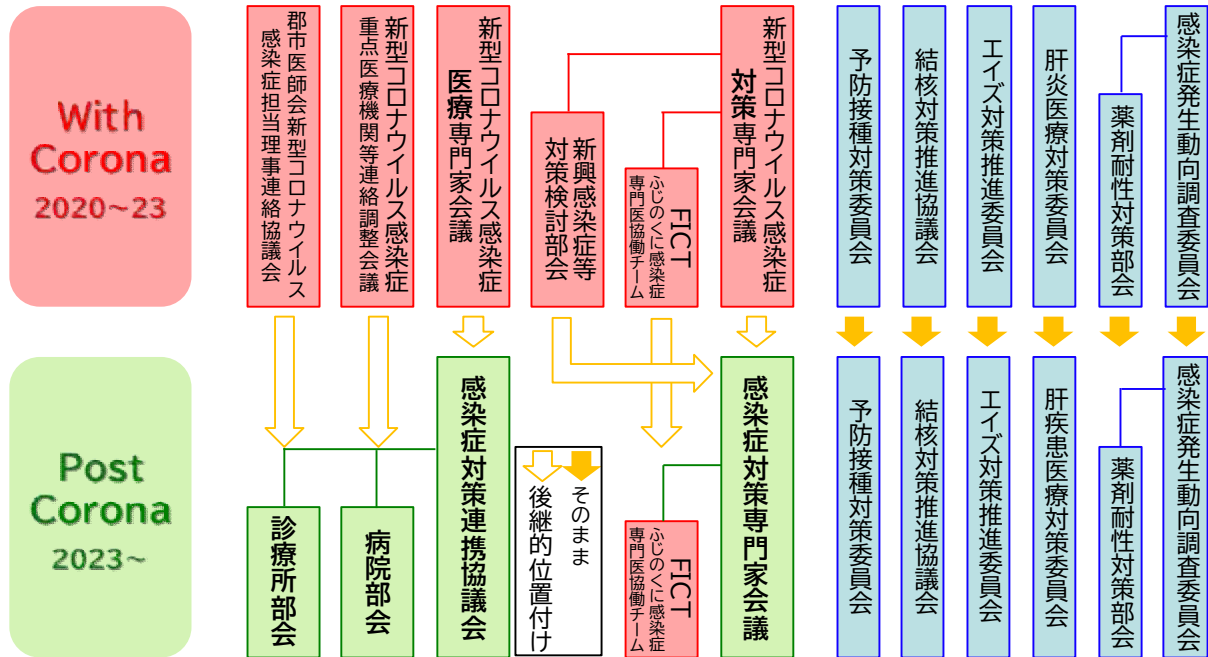 With
Corona
2020~23
郡市医師会新型コロナウイルス
感染症担当理事連絡協議会
新型コロナウイルス感染症
重点医療機関等連絡調整会議
新型コロナウイルス感染症
医療専門家会議
新興感染症等
対策検討部会
FICT
ふじのくに感染症
専門医協働チーム
新型コロナウイルス感染症
対策専門家会議
予防接種対策委員会
結核対策推進協議会
エイズ対策推進委員会
肝炎医療対策委員会
薬剤耐性対策部会
感染症発生動向調査委員会
Post
Corona
2023~
診療所部会
病院部会
感染症対策連携協議会
そのまま
後継的位置付け
FICT
ふじのくに感染症
専門医協働チーム
感染症対策専門家会議
予防接種対策委員会
結核対策推進協議会
エイズ対策推進委員会
肝疾患医療対策委員会
薬剤耐性対策部会
感染症発生動向調査委員会